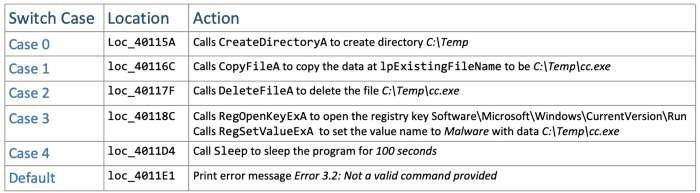 Switch Case Location Action
Case 0 Loc_40115A Calls CreateDirectoryA to create directory C:\Temp
Case 1 loc_40116C Calls CopyFileA to copy the data at lpExistingFileName to be C:\Temp\cc.exe
Case 2 loc_40117F Calls DeleteFileA to delete the file C:\Temp\cc.exe
Case 3 loc_40118C Calls RegOpenKeyExA to open the registry key Software\Microsoft\Windows\CurrentVersion\Run
Calls RegSetValueExA to set the value name to Malware with data C:\Temp\cc.exe
Case 4 loc_4011D4 Call Sleep to sleep the program for 100 seconds
Default loc_4011E1 Print error message Error 3.2: Not a valid command provided